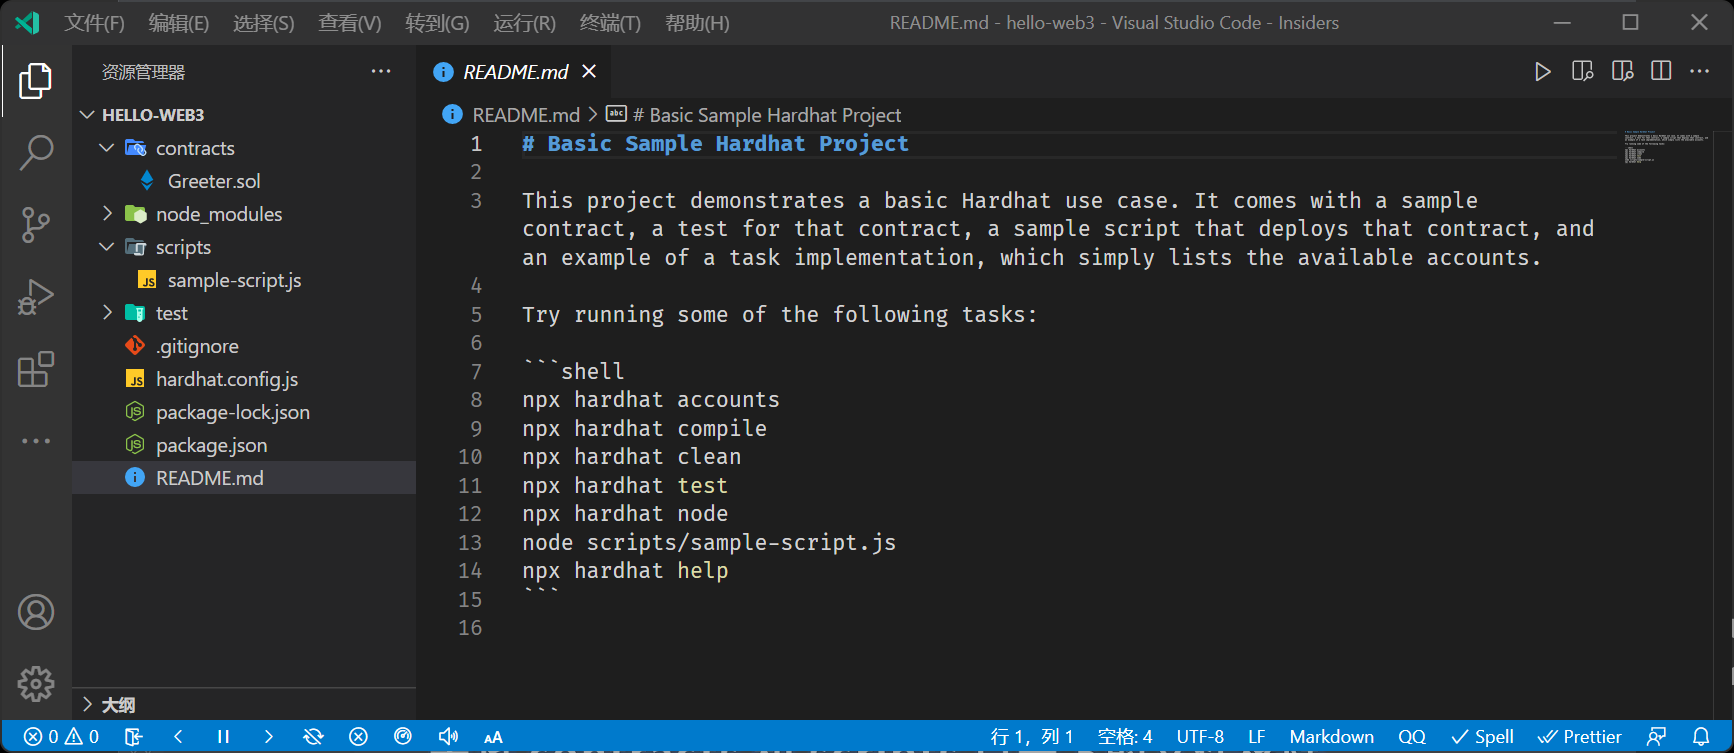 文件(F) 编辑(E) 选择(S) 查看(V) 转到(G) 运行(R) 终端(T) 帮助(H) README.md - hello-web3 - Visual Studio Code - Insiders
资源管理器 ···
HELLO-WEB3
contracts
Greeter.sol
node_modules
scripts
JS sample-script.js
test
.gitignore
JS hardhat.config.js
package-lock.json
package.json
README.md
大纲
README.md
README.md > abc # Basic Sample Hardhat Project
1 # Basic Sample Hardhat Project
2
3 This project demonstrates a basic Hardhat use case. It comes with a sample
contract, a test for that contract, a sample script that deploys that contract, and
an example of a task implementation, which simply lists the available accounts.
4
5 Try running some of the following tasks:
6
7 ```shell
8 npx hardhat accounts
9 npx hardhat compile
10 npx hardhat clean
11 npx hardhat test
12 npx hardhat node
13 node scripts/sample-script.js
14 npx hardhat help
15 ```
16
0 0 AA 行 1，列 1 空格: 4 UTF-8 LF Markdown QQ Spell Prettier